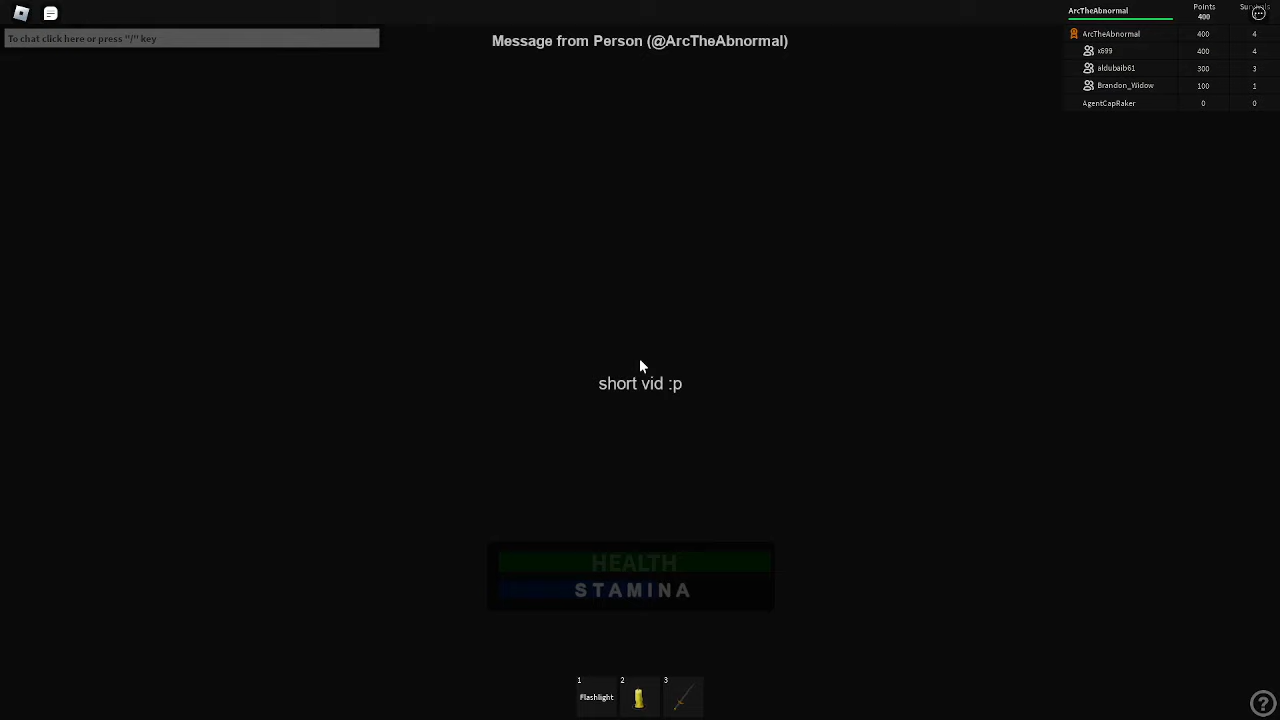 To chat click here or press "/" key
Message from Person (@ArcTheAbnormal)
ArcTheAbnormal Points
400
ArcTheAbnormal 400 4
x699 400 4
aldubaib61 300 3
Brandon_Widow 100 1
AgentCapRaker 0 0
short vid :p
HEALTH
STAMINA
1 2 3
Flashlight
?